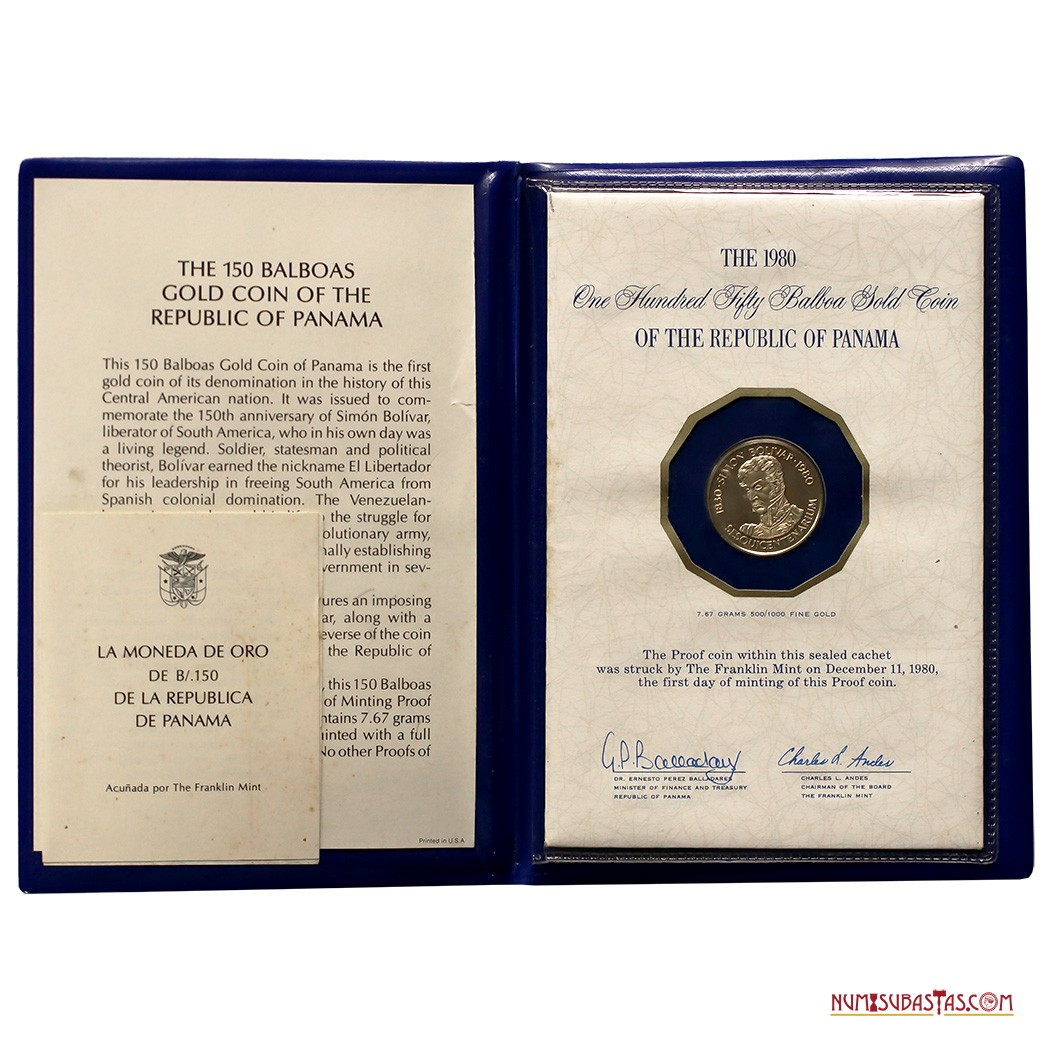 THE 150 BALBOAS
GOLD COIN OF THE
REPUBLIC OF PANAMA
This 150 Balboas Gold Coin of Panama is the first
gold coin of its denomination in the history of this
Central American nation. It was issued to com-
memorate the 150th anniversary of Simón Bolívar,
liberator of South America, who in his own day was
a living legend. Soldier, statesman and political
theorist, Bolívar earned the nickname El Libertador
for his leadership in freeing South America from
Spanish colonial domination. The Venezuelan-
the struggle for
olutionary army,
nally establishing
vernment in sev-
ures an imposing
ar, along with a
everse of the coin
the Republic of
, this 150 Balboas
of Minting Proof
ntains 7.67 grams
inted with a full
No other Proofs of
Printed in U.S.A.
LA MONEDA DE ORO
DE B/.150
DE LA REPUBLICA
DE PANAMA
Acuñada por The Franklin Mint
THE 1980
One Hundred Fifty Balboa Gold Coin
OF THE REPUBLIC OF PANAMA
1830·SIMON BOLIVAR·1980
SESQUICENTENARIUM
7.67 GRAMS 500/1000 FINE GOLD
The Proof coin within this sealed cachet
was struck by The Franklin Mint on December 11, 1980,
the first day of minting of this Proof coin.
G.P.Balladares
DR. ERNESTO PEREZ BALLADARES
MINISTER OF FINANCE AND TREASURY
REPUBLIC OF PANAMA
Charles L. Andes
CHARLES L. ANDES
CHAIRMAN OF THE BOARD
THE FRANKLIN MINT
NUMISUBASTAS.COM